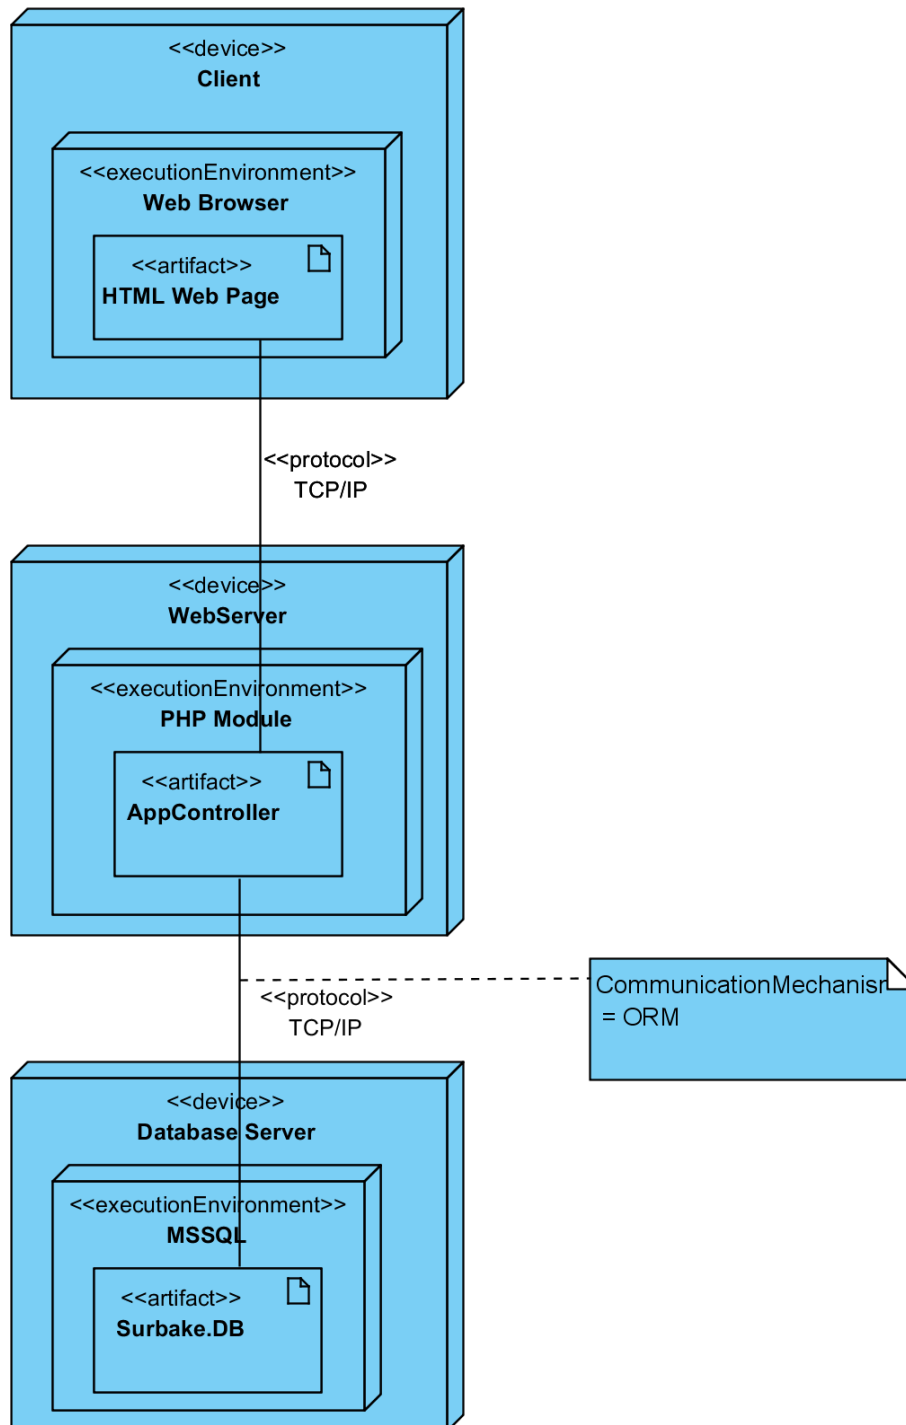 <<device>>
Client
<<executionEnvironment>>
Web Browser
<<artifact>>
HTML Web Page
<<protocol>>
TCP/IP
<<device>>
WebServer
<<executionEnvironment>>
PHP Module
<<artifact>>
AppController
CommunicationMechanisr
= ORM
<<protocol>>
TCP/IP
<<device>>
Database Server
<<executionEnvironment>>
MSSQL
<<artifact>>
Surbake.DB